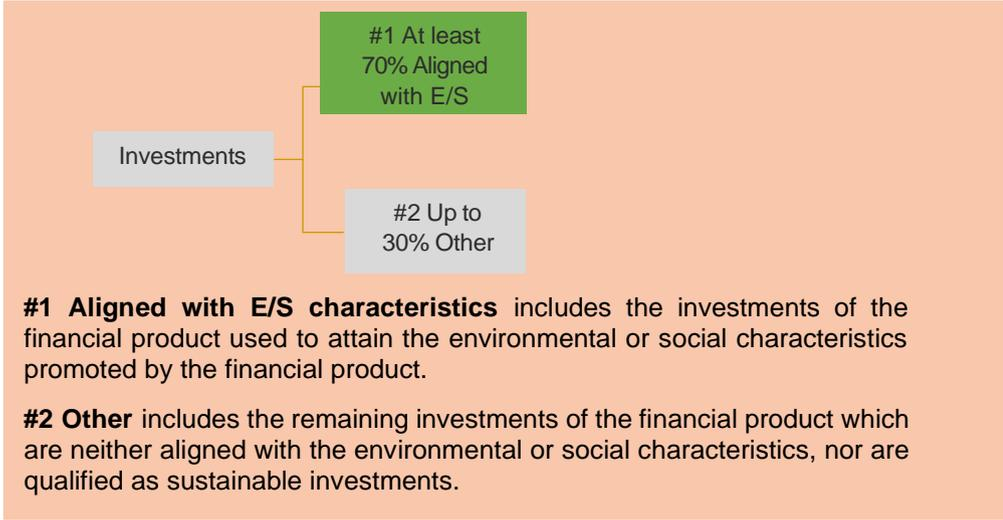 #1 At least
70% Aligned
with E/S
Investments
#2 Up to
30% Other
#1 Aligned with E/S characteristics includes the investments of the
financial product used to attain the environmental or social characteristics
promoted by the financial product.
#2 Other includes the remaining investments of the financial product which
are neither aligned with the environmental or social characteristics, nor are
qualified as sustainable investments.